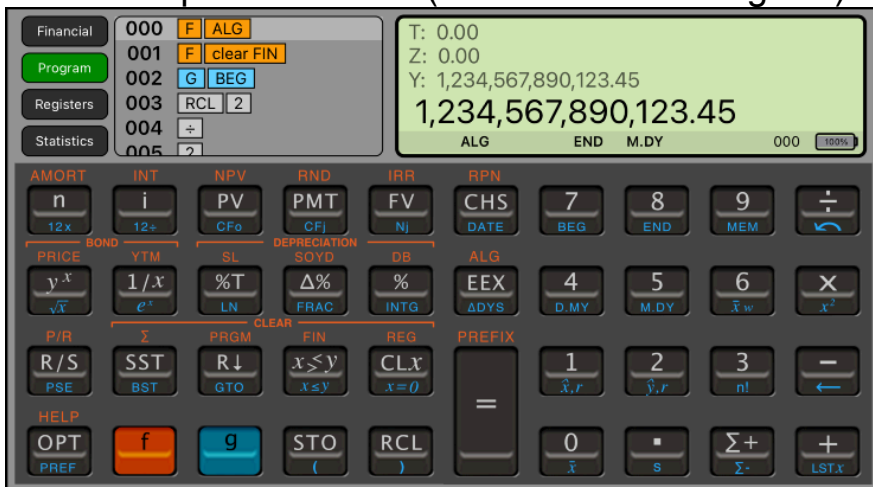 Financial
Program
Registers
Statistics
000 F ALG
001 F clear FIN
002 G BEG
003 RCL 2
004 ÷
005 2
T: 0.00
Z: 0.00
Y: 1,234,567,890,123.45
1,234,567,890,123.45
ALG END M.DY 000 100%
AMORT INT NPV RND IRR RPN
n i PV PMT FV CHS 7 8 9 ÷
12x 12÷ CFo CFj Nj DATE BEG END MEM
BOND DEPRECIATION
PRICE YTM SL SOYD DB ALG
yˣ 1/x %T Δ% % EEX 4 5 6 ×
√x eˣ LN FRAC INTG ΔDYS D.MY M.DY x̄w x²
CLEAR
P/R Σ PRGM FIN REG PREFIX
R/S SST R↓ x≶y CLx = 1 2 3 −
PSE BST GTO x≤y x=0 x̂,r ŷ,r n! ←
HELP
OPT f g STO RCL 0 . Σ+ +
PREF ( ) x̄ s Σ- LSTx